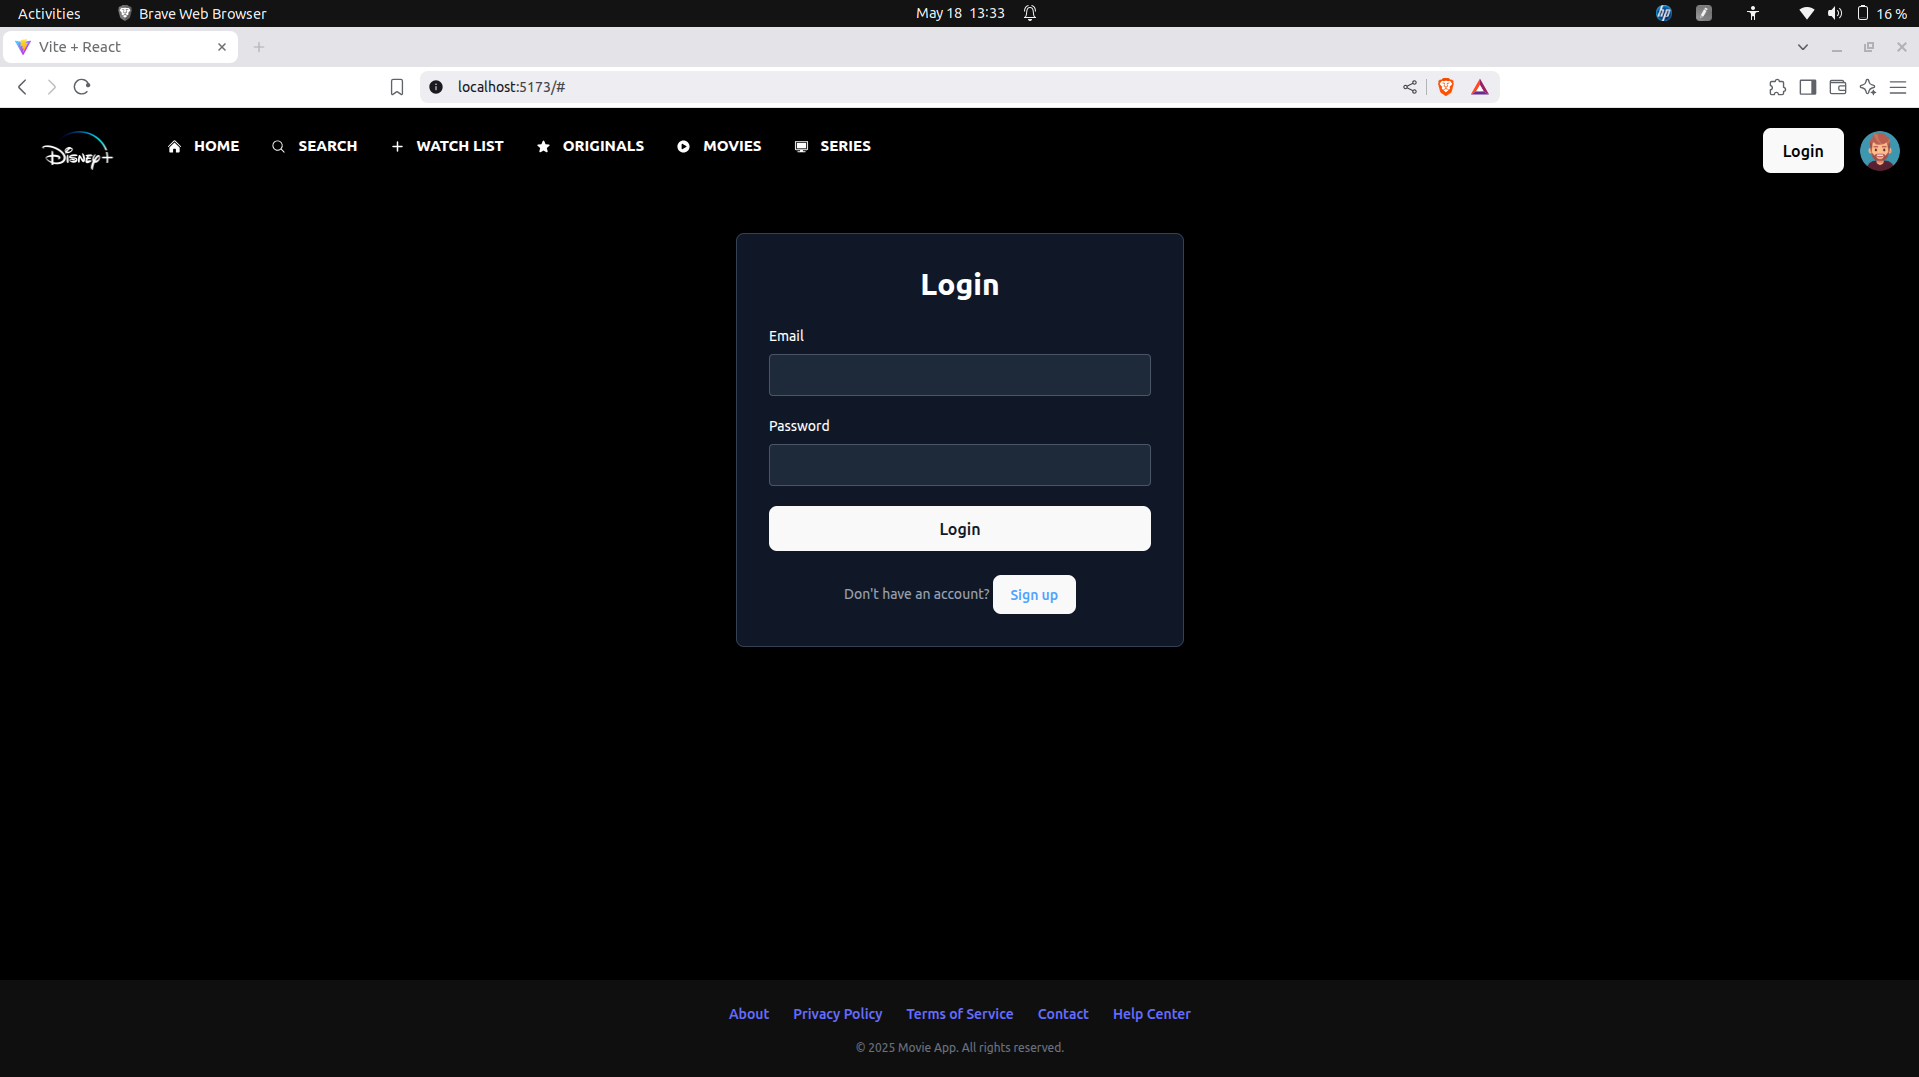 Activities Brave Web Browser May 18 13:33 16 %
Vite + React
localhost:5173/#
Disney+ HOME SEARCH WATCH LIST ORIGINALS MOVIES SERIES Login
Login
Email
Password
Login
Don't have an account? Sign up
About Privacy Policy Terms of Service Contact Help Center
© 2025 Movie App. All rights reserved.